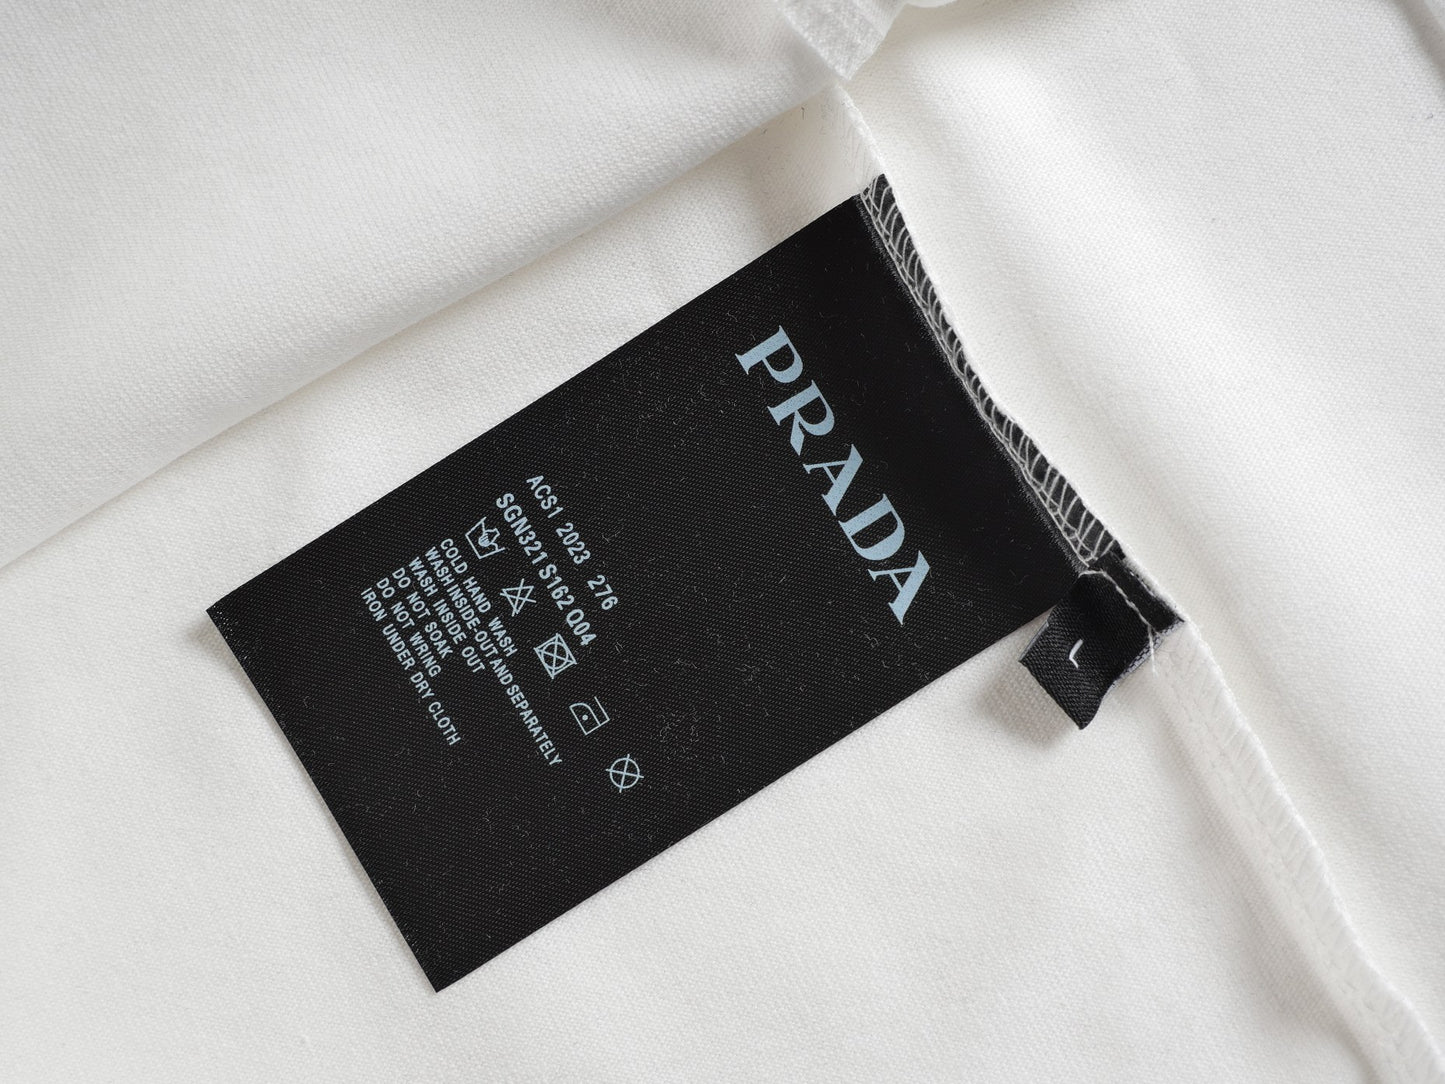 PRADA
ACS1 2023 276
SGN321 S162 Q04
COLD HAND WASH
WASH INSIDE-OUT AND SEPARATELY
WASH INSIDE OUT
DO NOT SOAK
DO NOT WRING
IRON UNDER DRY CLOTH
L